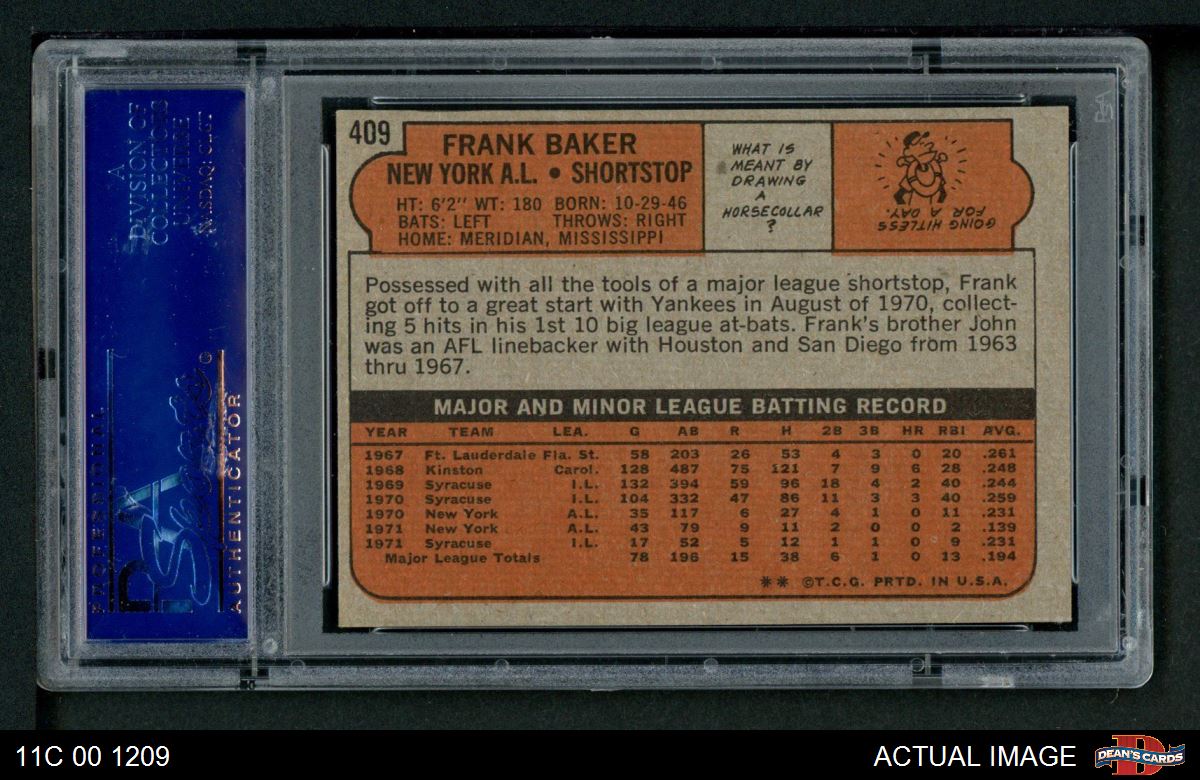 A
DIVISION OF
COLLECTORS
UNIVERSE
NASDAQ: CLCT
PROFESSIONAL
PSA
AUTHENTICATOR
PSA
409
FRANK BAKER
NEW YORK A.L. • SHORTSTOP
HT: 6'2" WT: 180 BORN: 10-29-46
BATS: LEFT THROWS: RIGHT
HOME: MERIDIAN, MISSISSIPPI
WHAT IS
MEANT BY
DRAWING
A
HORSECOLLAR
?
GOING HITLESS
FOR A DAY.
Possessed with all the tools of a major league shortstop, Frank
got off to a great start with Yankees in August of 1970, collect-
ing 5 hits in his 1st 10 big league at-bats. Frank's brother John
was an AFL linebacker with Houston and San Diego from 1963
thru 1967.
MAJOR AND MINOR LEAGUE BATTING RECORD
YEAR TEAM LEA. G AB R H 2B 3B HR RBI AVG.
1967 Ft. Lauderdale Fla. St. 58 203 26 53 4 3 0 20 .261
1968 Kinston Carol. 128 487 75 121 7 9 6 28 .248
1969 Syracuse I.L. 132 394 59 96 18 4 2 40 .244
1970 Syracuse I.L. 104 332 47 86 11 3 3 40 .259
1970 New York A.L. 35 117 6 27 4 1 0 11 .231
1971 New York A.L. 43 79 9 11 2 0 0 2 .139
1971 Syracuse I.L. 17 52 5 12 1 1 0 9 .231
Major League Totals 78 196 15 38 6 1 0 13 .194
** ©T.C.G. PRTD. IN U.S.A.
11C 00 1209
ACTUAL IMAGE
DEAN'S CARDS